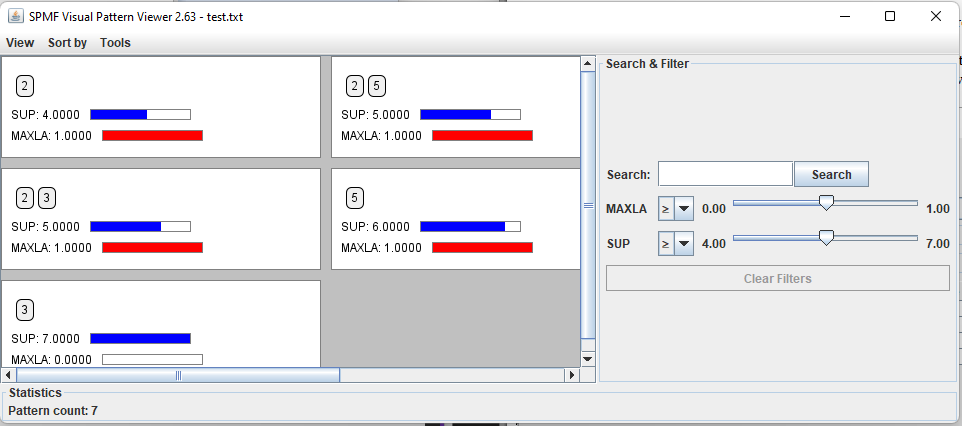 SPMF Visual Pattern Viewer 2.63 - test.txt
View Sort by Tools
2
SUP: 4.0000
MAXLA: 1.0000
2 5
SUP: 5.0000
MAXLA: 1.0000
2 3
SUP: 5.0000
MAXLA: 1.0000
5
SUP: 6.0000
MAXLA: 1.0000
3
SUP: 7.0000
MAXLA: 0.0000
Search & Filter
Search: Search
MAXLA ≥ 0.00 1.00
SUP ≥ 4.00 7.00
Clear Filters
Statistics
Pattern count: 7